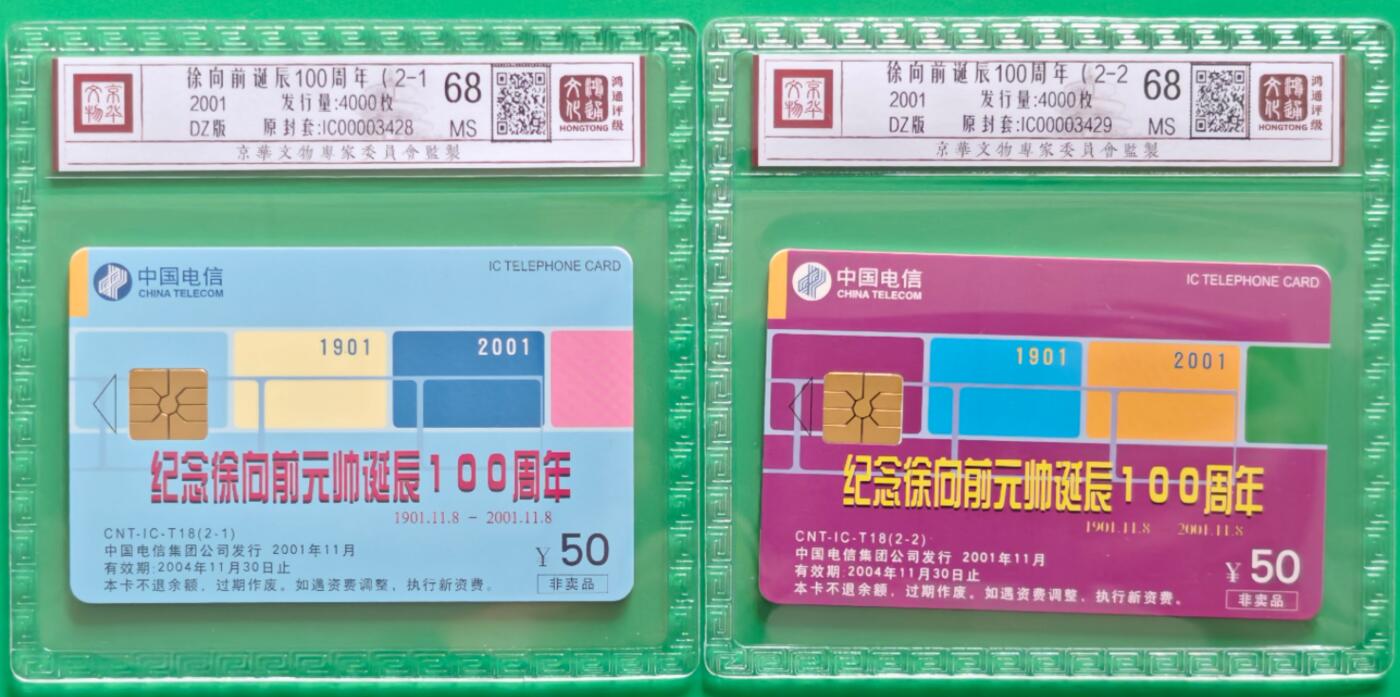 京华文物
徐向前诞辰100周年（2-1
2001 发行量:4000枚
DZ版 原封套:IC00003428
68
MS
鸿通文化
HONGTONG
鸿通评级
京華文物專家委員會監製
中国电信
CHINA TELECOM
IC TELEPHONE CARD
1901
2001
纪念徐向前元帅诞辰100周年
1901.11.8 - 2001.11.8
CNT-IC-T18(2-1)
中国电信集团公司发行 2001年11月
有效期:2004年11月30日止
本卡不退余额，过期作废。如遇资费调整，执行新资费。
¥50
非卖品
京华文物
徐向前诞辰100周年（2-2
2001 发行量:4000枚
DZ版 原封套:IC00003429
68
MS
鸿通文化
HONGTONG
鸿通评级
京華文物專家委員會監製
中国电信
CHINA TELECOM
IC TELEPHONE CARD
1901
2001
纪念徐向前元帅诞辰100周年
1901.11.8 2001.11.8
CNT-IC-T18(2-2)
中国电信集团公司发行 2001年11月
有效期:2004年11月30日止
本卡不退余额，过期作废。如遇资费调整，执行新资费。
¥50
非卖品